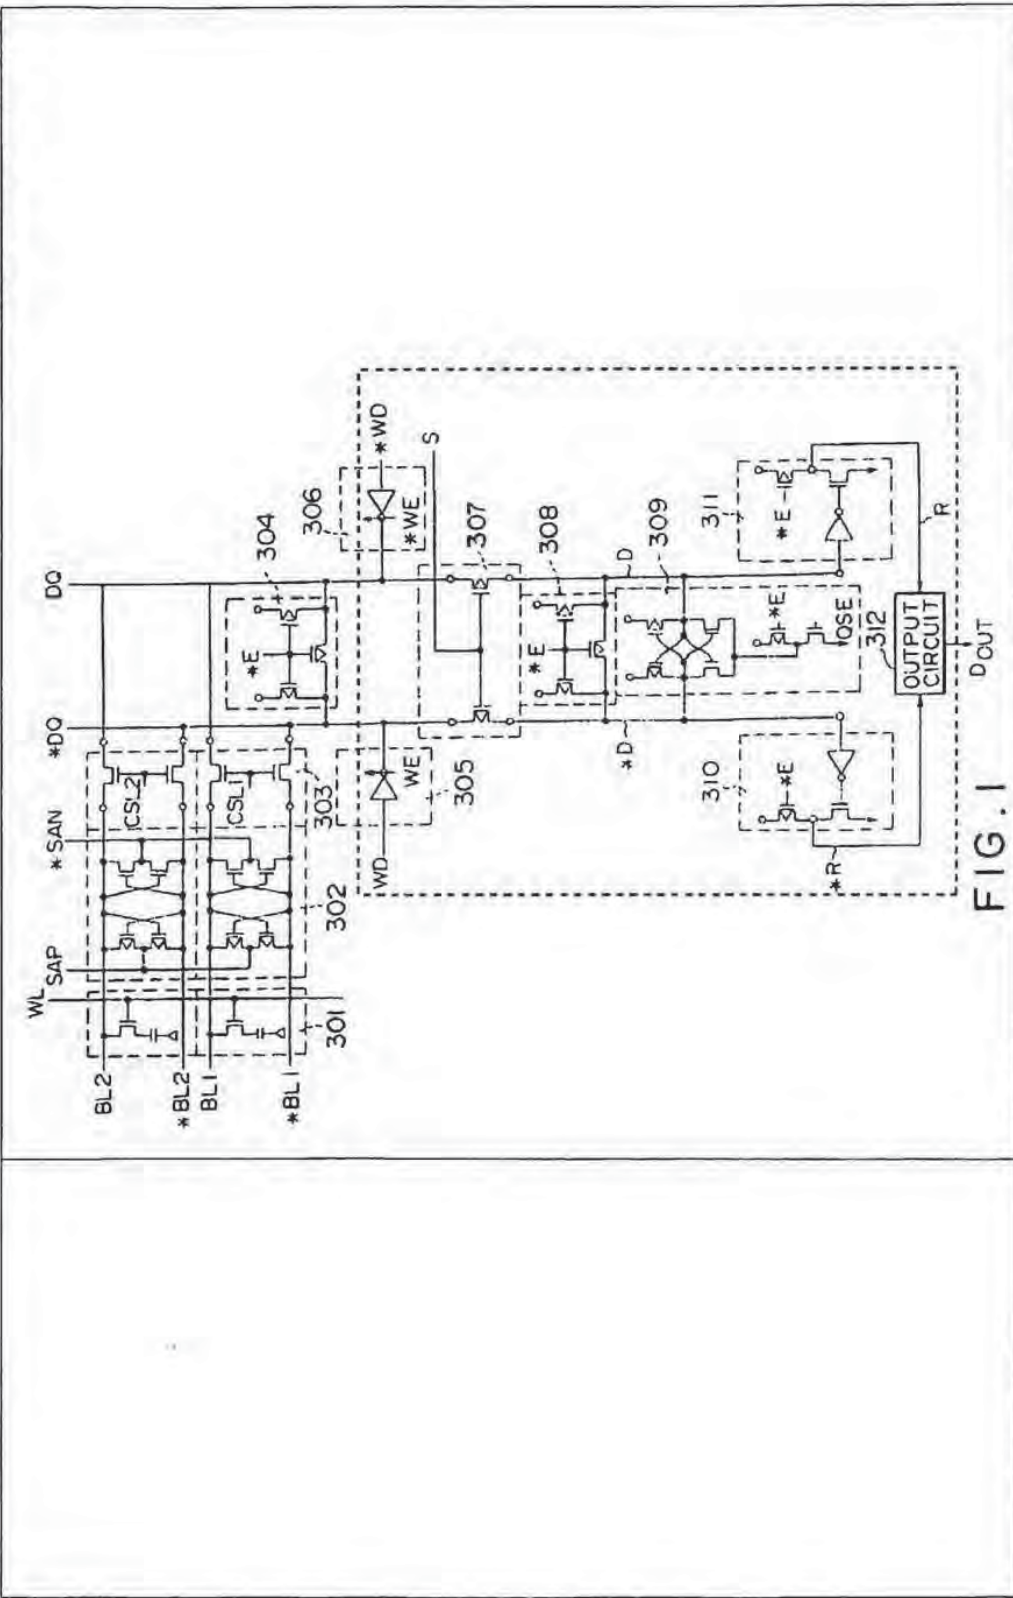 WL
SAP
*SAN
*DQ
DQ
BL2
*BL2
BL1
*BL1
CSL2
CSL1
301
302
303
*E
304
WD
WE
305
306
*WE
*WD
S
307
*E
308
*D
D
309
*E
QSE
310
*E
*R
311
*E
R
312
OUTPUT
CIRCUIT
DOUT
FIG. 1